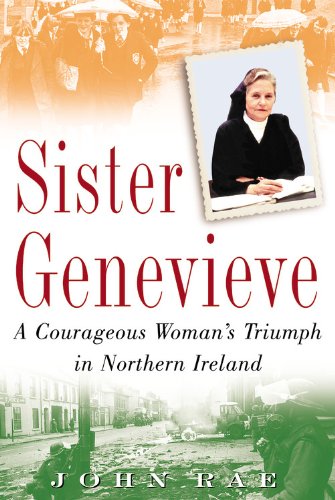 Sister
Genevieve
A Courageous Woman's Triumph
in Northern Ireland
JOHN RAE